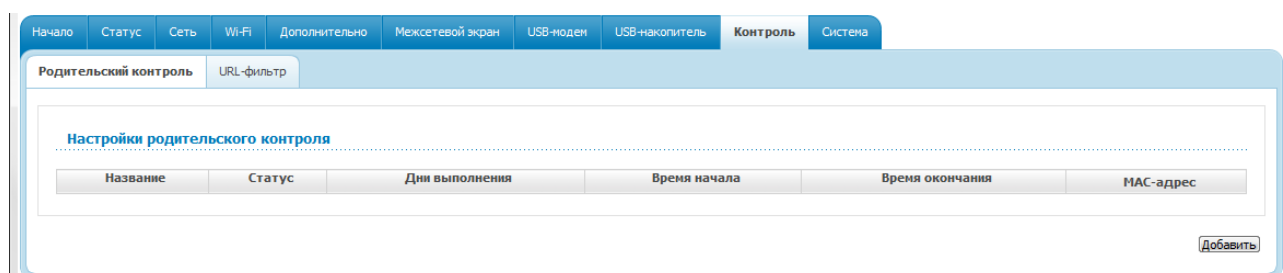 Начало Статус Сеть Wi-Fi Дополнительно Межсетевой экран USB-модем USB-накопитель Контроль Система
Родительский контроль URL-фильтр
Настройки родительского контроля
Название Статус Дни выполнения Время начала Время окончания MAC-адрес
Добавить